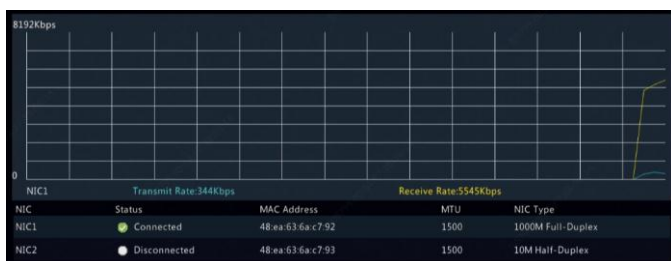 8192Kbps
0
NIC1 Transmit Rate:344Kbps Receive Rate:5545Kbps
NIC Status MAC Address MTU NIC Type
NIC1 Connected 48:ea:63:6a:c7:92 1500 1000M Full-Duplex
NIC2 Disconnected 48:ea:63:6a:c7:93 1500 10M Half-Duplex